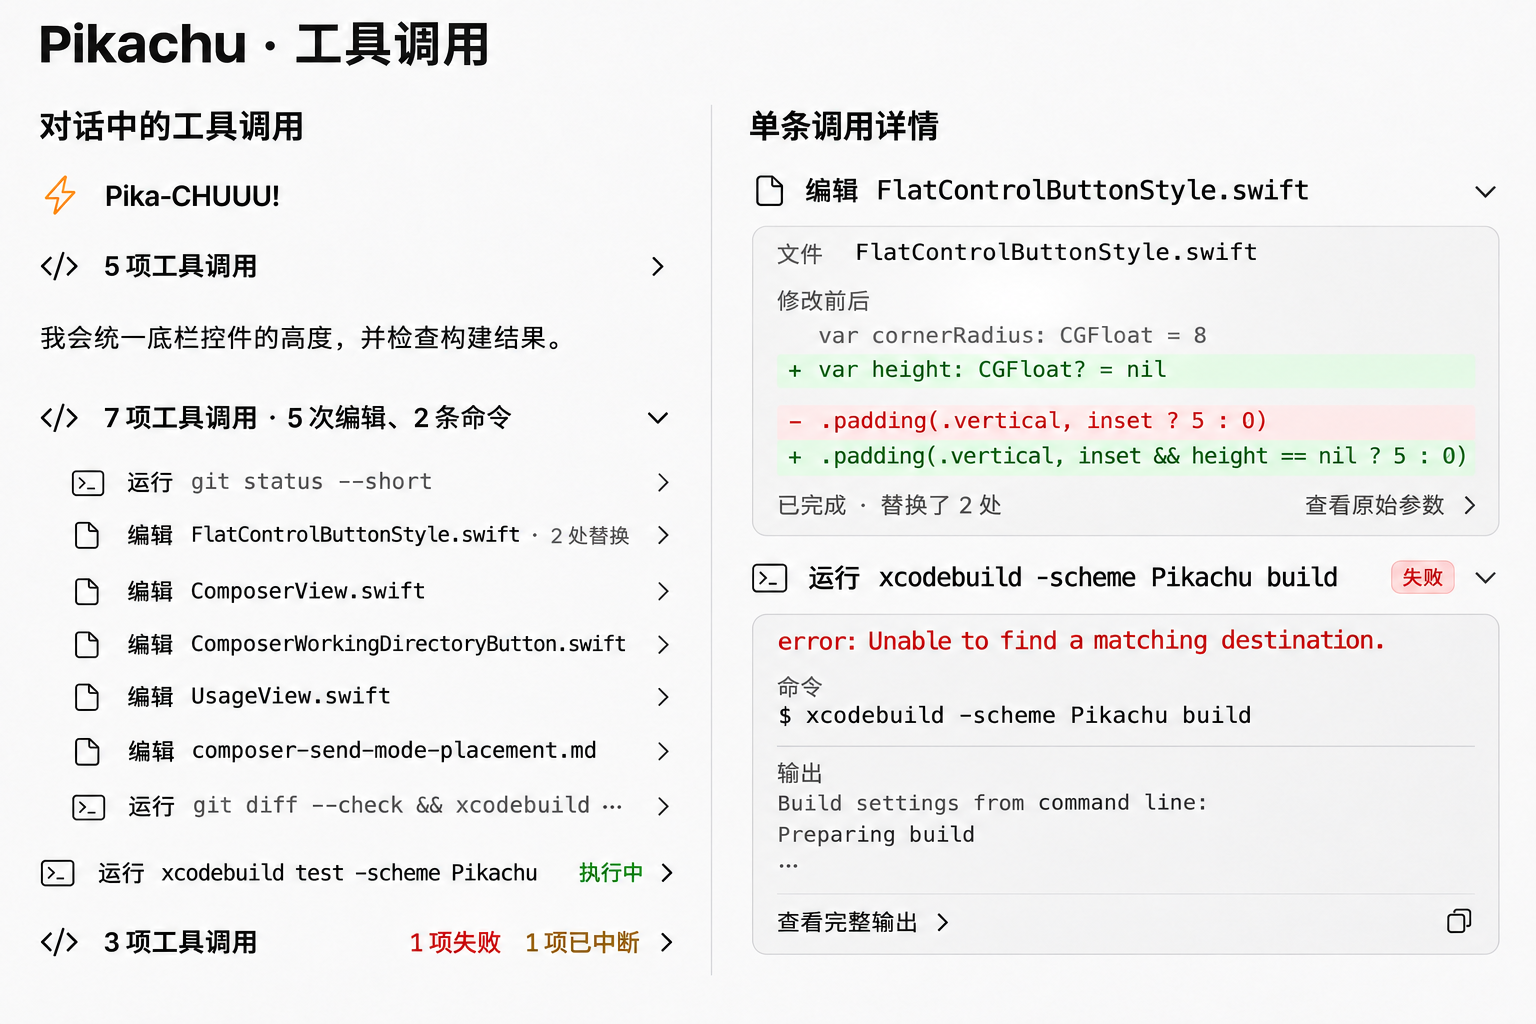 Pikachu · 工具调用
对话中的工具调用
Pika-CHUUU!
</> 5 项工具调用
我会统一底栏控件的高度，并检查构建结果。
</> 7 项工具调用 · 5 次编辑、2 条命令
运行 git status --short
编辑 FlatControlButtonStyle.swift · 2 处替换
编辑 ComposerView.swift
编辑 ComposerWorkingDirectoryButton.swift
编辑 UsageView.swift
编辑 composer-send-mode-placement.md
运行 git diff --check && xcodebuild ···
运行 xcodebuild test -scheme Pikachu 执行中
</> 3 项工具调用 1 项失败 1 项已中断
单条调用详情
编辑 FlatControlButtonStyle.swift
文件 FlatControlButtonStyle.swift
修改前后
var cornerRadius: CGFloat = 8
+ var height: CGFloat? = nil
- .padding(.vertical, inset ? 5 : 0)
+ .padding(.vertical, inset && height == nil ? 5 : 0)
已完成 · 替换了 2 处 查看原始参数
运行 xcodebuild -scheme Pikachu build 失败
error: Unable to find a matching destination.
命令
$ xcodebuild -scheme Pikachu build
输出
Build settings from command line:
Preparing build
···
查看完整输出